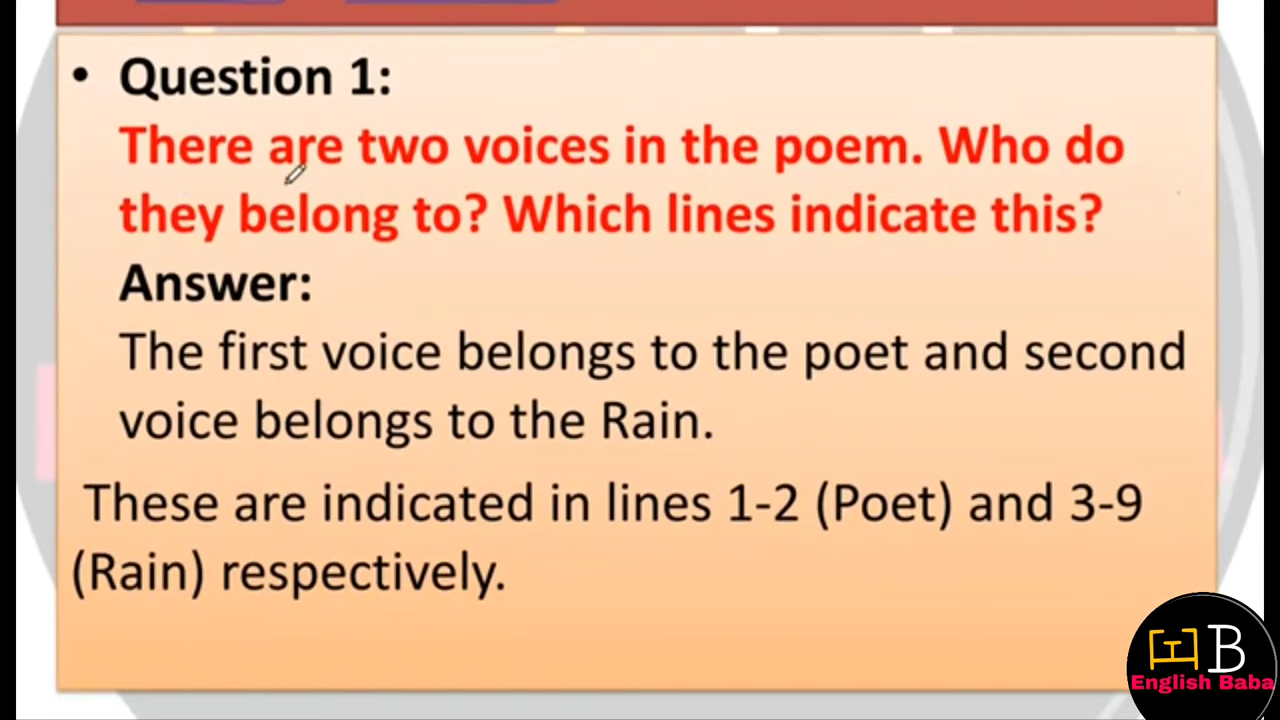 • Question 1:
There are two voices in the poem. Who do
they belong to? Which lines indicate this?
Answer:
The first voice belongs to the poet and second
voice belongs to the Rain.
These are indicated in lines 1-2 (Poet) and 3-9
(Rain) respectively.
EB
English Baba